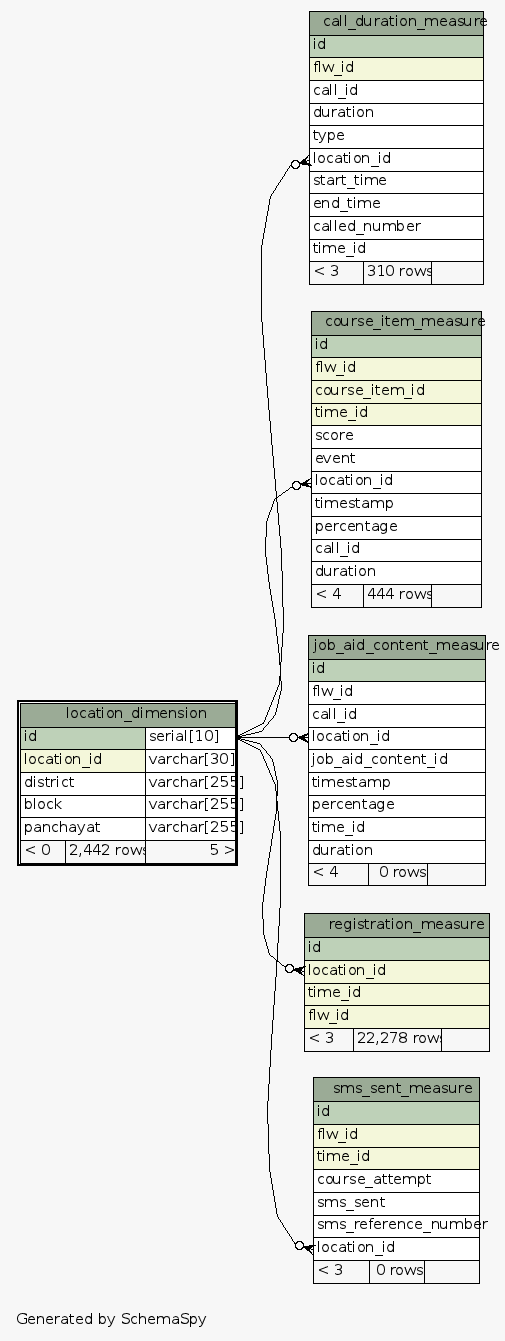 call_duration_measure
id
flw_id
call_id
duration
type
location_id
start_time
end_time
called_number
time_id
< 3 310 rows
course_item_measure
id
flw_id
course_item_id
time_id
score
event
location_id
timestamp
percentage
call_id
duration
< 4 444 rows
job_aid_content_measure
id
flw_id
call_id
location_id
job_aid_content_id
timestamp
percentage
time_id
duration
< 4 0 rows
location_dimension
id serial[10]
location_id varchar[30]
district varchar[255]
block varchar[255]
panchayat varchar[255]
< 0 2,442 rows 5 >
registration_measure
id
location_id
time_id
flw_id
< 3 22,278 rows
sms_sent_measure
id
flw_id
time_id
course_attempt
sms_sent
sms_reference_number
location_id
< 3 0 rows
Generated by SchemaSpy